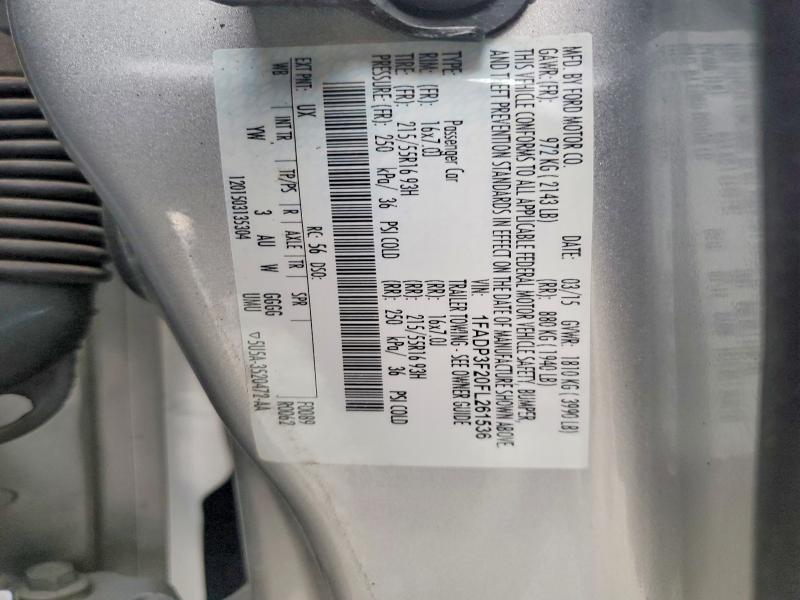 MFD BY FORD MOTOR CO.
DATE: 03/15 GVWR: 1810 KG (3990 LB)
GAWR: (FR): 972 KG (2143 LB) (RR): 880 KG (1940 LB)
THIS VEHICLE CONFORMS TO ALL APPLICABLE FEDERAL MOTOR VEHICLE SAFETY, BUMPER,
AND THEFT PREVENTION STANDARDS IN EFFECT ON THE DATE OF MANUFACTURE SHOWN ABOVE.
VIN: 1FADP3F20FL261536
TYPE: Passenger Car TRAILER TOWING - SEE OWNER GUIDE
RIM: (FR): 16x7.0J (RR): 16x7.0J
TIRE: (FR): 215/55R16 93H (RR): 215/55R16 93H
PRESSURE (FR): 250 kPa/ 36 PSI COLD (RR): 250 kPa/ 36 PSI COLD
EXT PNT: UX RC: 56 DSO: F0089
WB INT TR TP/PS R AXLE TR SPR R0062
YW 3 AU W GGGG
1201503135304 UMU ▽5U5A-3520472-AA